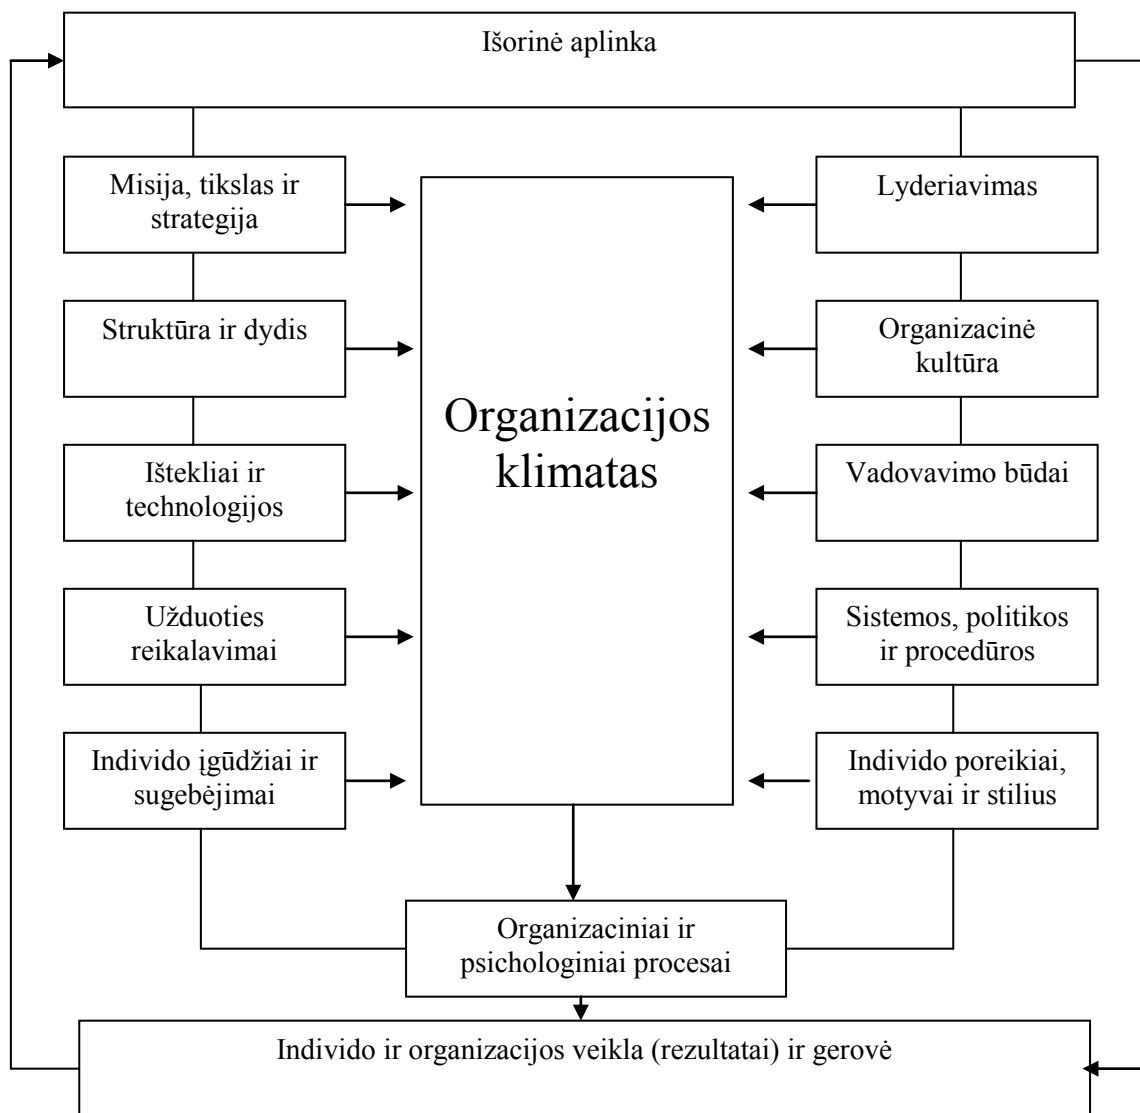 Išorinė aplinka
Misija, tikslas ir
strategija
Lyderiavimas
Struktūra ir dydis
Organizacinė
kultūra
Organizacijos
klimatas
Ištekliai ir
technologijos
Vadovavimo būdai
Užduoties
reikalavimai
Sistemos, politikos
ir procedūros
Individo įgūdžiai ir
sugebėjimai
Individo poreikiai,
motyvai ir stilius
Organizaciniai ir
psichologiniai procesai
Individo ir organizacijos veikla (rezultatai) ir gerovė